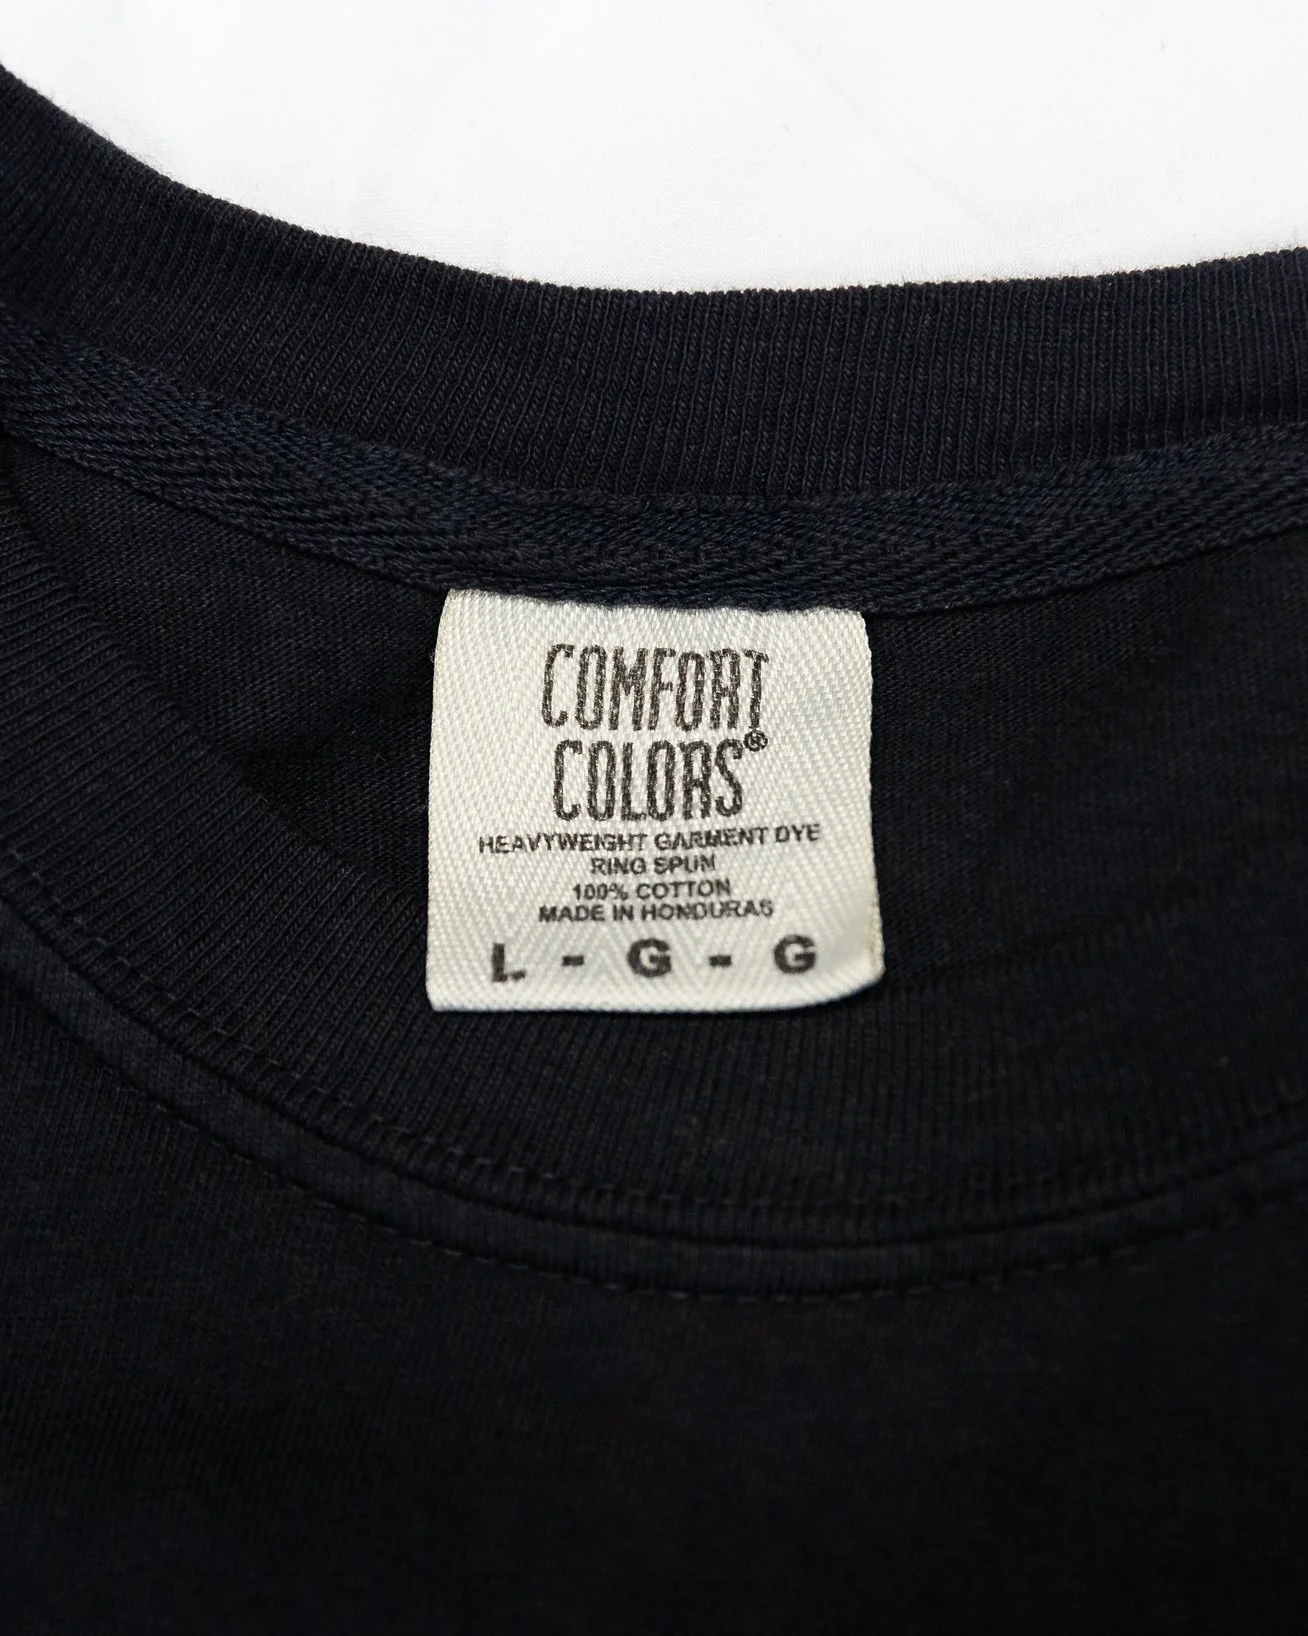 COMFORT
COLORS®
HEAVYWEIGHT GARMENT DYE
RING SPUN
100% COTTON
MADE IN HONDURAS
L - G - G